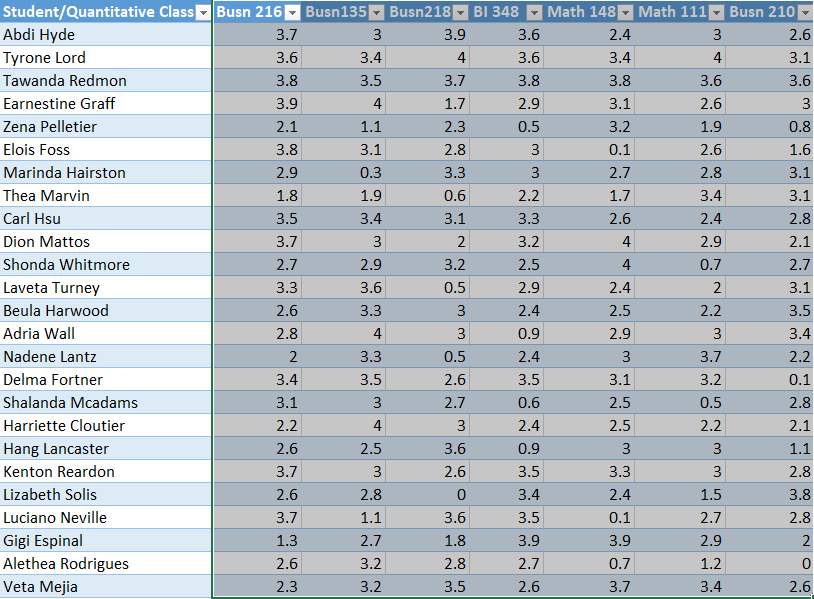 Student/Quantitative Class Busn 216 Busn135 Busn218 BI 348 Math 148 Math 111 Busn 210
Abdi Hyde 3.7 3 3.9 3.6 2.4 3 2.6
Tyrone Lord 3.6 3.4 4 3.6 3.4 4 3.1
Tawanda Redmon 3.8 3.5 3.7 3.8 3.8 3.6 3.6
Earnestine Graff 3.9 4 1.7 2.9 3.1 2.6 3
Zena Pelletier 2.1 1.1 2.3 0.5 3.2 1.9 0.8
Elois Foss 3.8 3.1 2.8 3 0.1 2.6 1.6
Marinda Hairston 2.9 0.3 3.3 3 2.7 2.8 3.1
Thea Marvin 1.8 1.9 0.6 2.2 1.7 3.4 3.1
Carl Hsu 3.5 3.4 3.1 3.3 2.6 2.4 2.8
Dion Mattos 3.7 3 2 3.2 4 2.9 2.1
Shonda Whitmore 2.7 2.9 3.2 2.5 4 0.7 2.7
Laveta Turney 3.3 3.6 0.5 2.9 2.4 2 3.1
Beula Harwood 2.6 3.3 3 2.4 2.5 2.2 3.5
Adria Wall 2.8 4 3 0.9 2.9 3 3.4
Nadene Lantz 2 3.3 0.5 2.4 3 3.7 2.2
Delma Fortner 3.4 3.5 2.6 3.5 3.1 3.2 0.1
Shalanda Mcadams 3.1 3 2.7 0.6 2.5 0.5 2.8
Harriette Cloutier 2.2 4 3 2.4 2.5 2.2 2.1
Hang Lancaster 2.6 2.5 3.6 0.9 3 3 1.1
Kenton Reardon 3.7 3 2.6 3.5 3.3 3 2.8
Lizabeth Solis 2.6 2.8 0 3.4 2.4 1.5 3.8
Luciano Neville 3.7 1.1 3.6 3.5 0.1 2.7 2.8
Gigi Espinal 1.3 2.7 1.8 3.9 3.9 2.9 2
Alethea Rodrigues 2.6 3.2 2.8 2.7 0.7 1.2 0
Veta Mejia 2.3 3.2 3.5 2.6 3.7 3.4 2.6